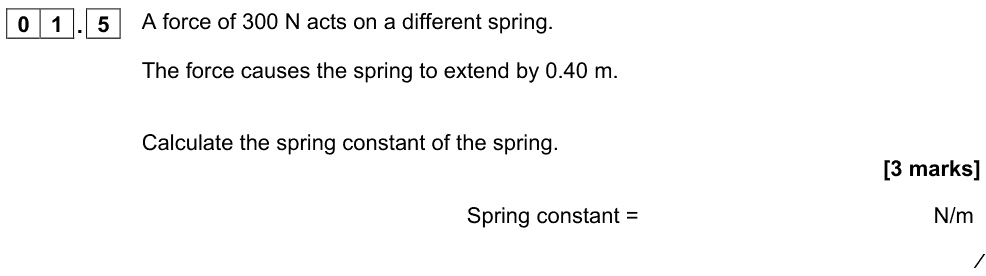 0 1 . 5 A force of 300 N acts on a different spring.
The force causes the spring to extend by 0.40 m.
Calculate the spring constant of the spring.
[3 marks]
Spring constant = N/m